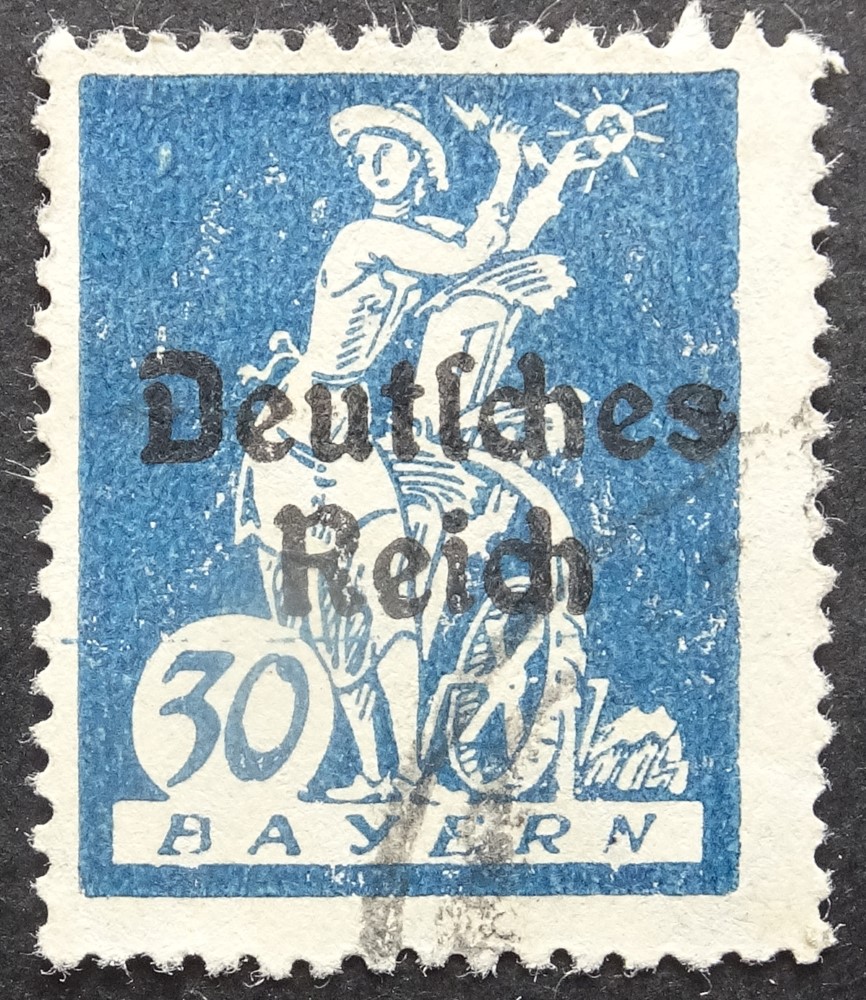 Deutſches
Reich
30
BAYERN